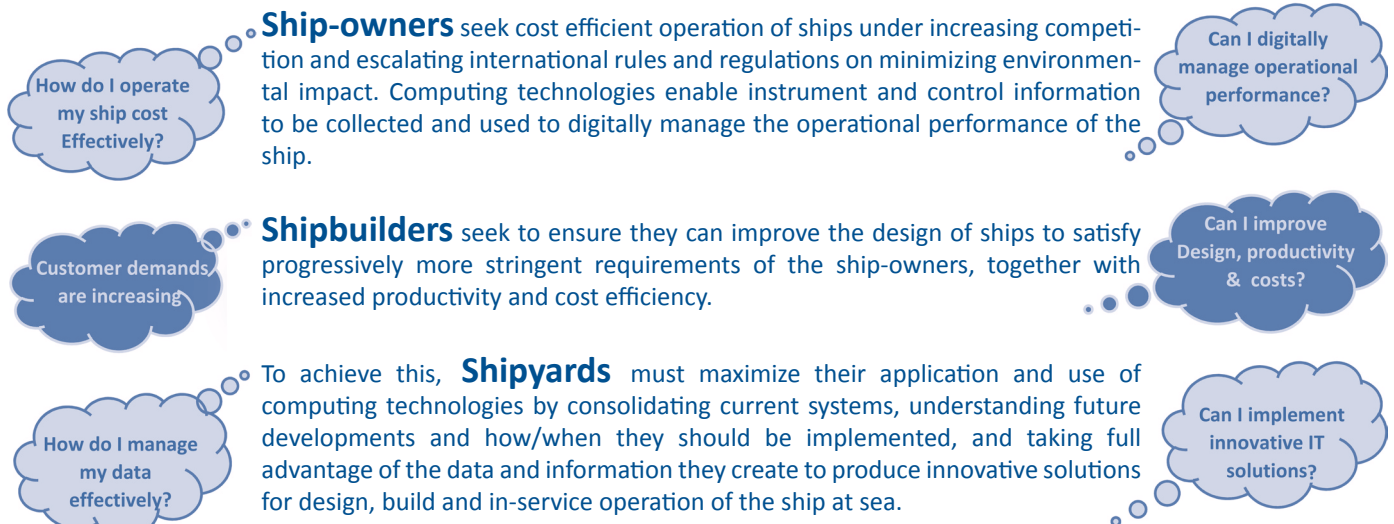 How do I operate
my ship cost
Effectively?
Ship-owners seek cost efficient operation of ships under increasing competi-
tion and escalating international rules and regulations on minimizing environmen-
tal impact. Computing technologies enable instrument and control information
to be collected and used to digitally manage the operational performance of the
ship.
Can I digitally
manage operational
performance?
Customer demands
are increasing
Shipbuilders seek to ensure they can improve the design of ships to satisfy
progressively more stringent requirements of the ship-owners, together with
increased productivity and cost efficiency.
Can I improve
Design, productivity
& costs?
How do I manage
my data
effectively?
To achieve this, Shipyards must maximize their application and use of
computing technologies by consolidating current systems, understanding future
developments and how/when they should be implemented, and taking full
advantage of the data and information they create to produce innovative solutions
for design, build and in-service operation of the ship at sea.
Can I implement
innovative IT
solutions?